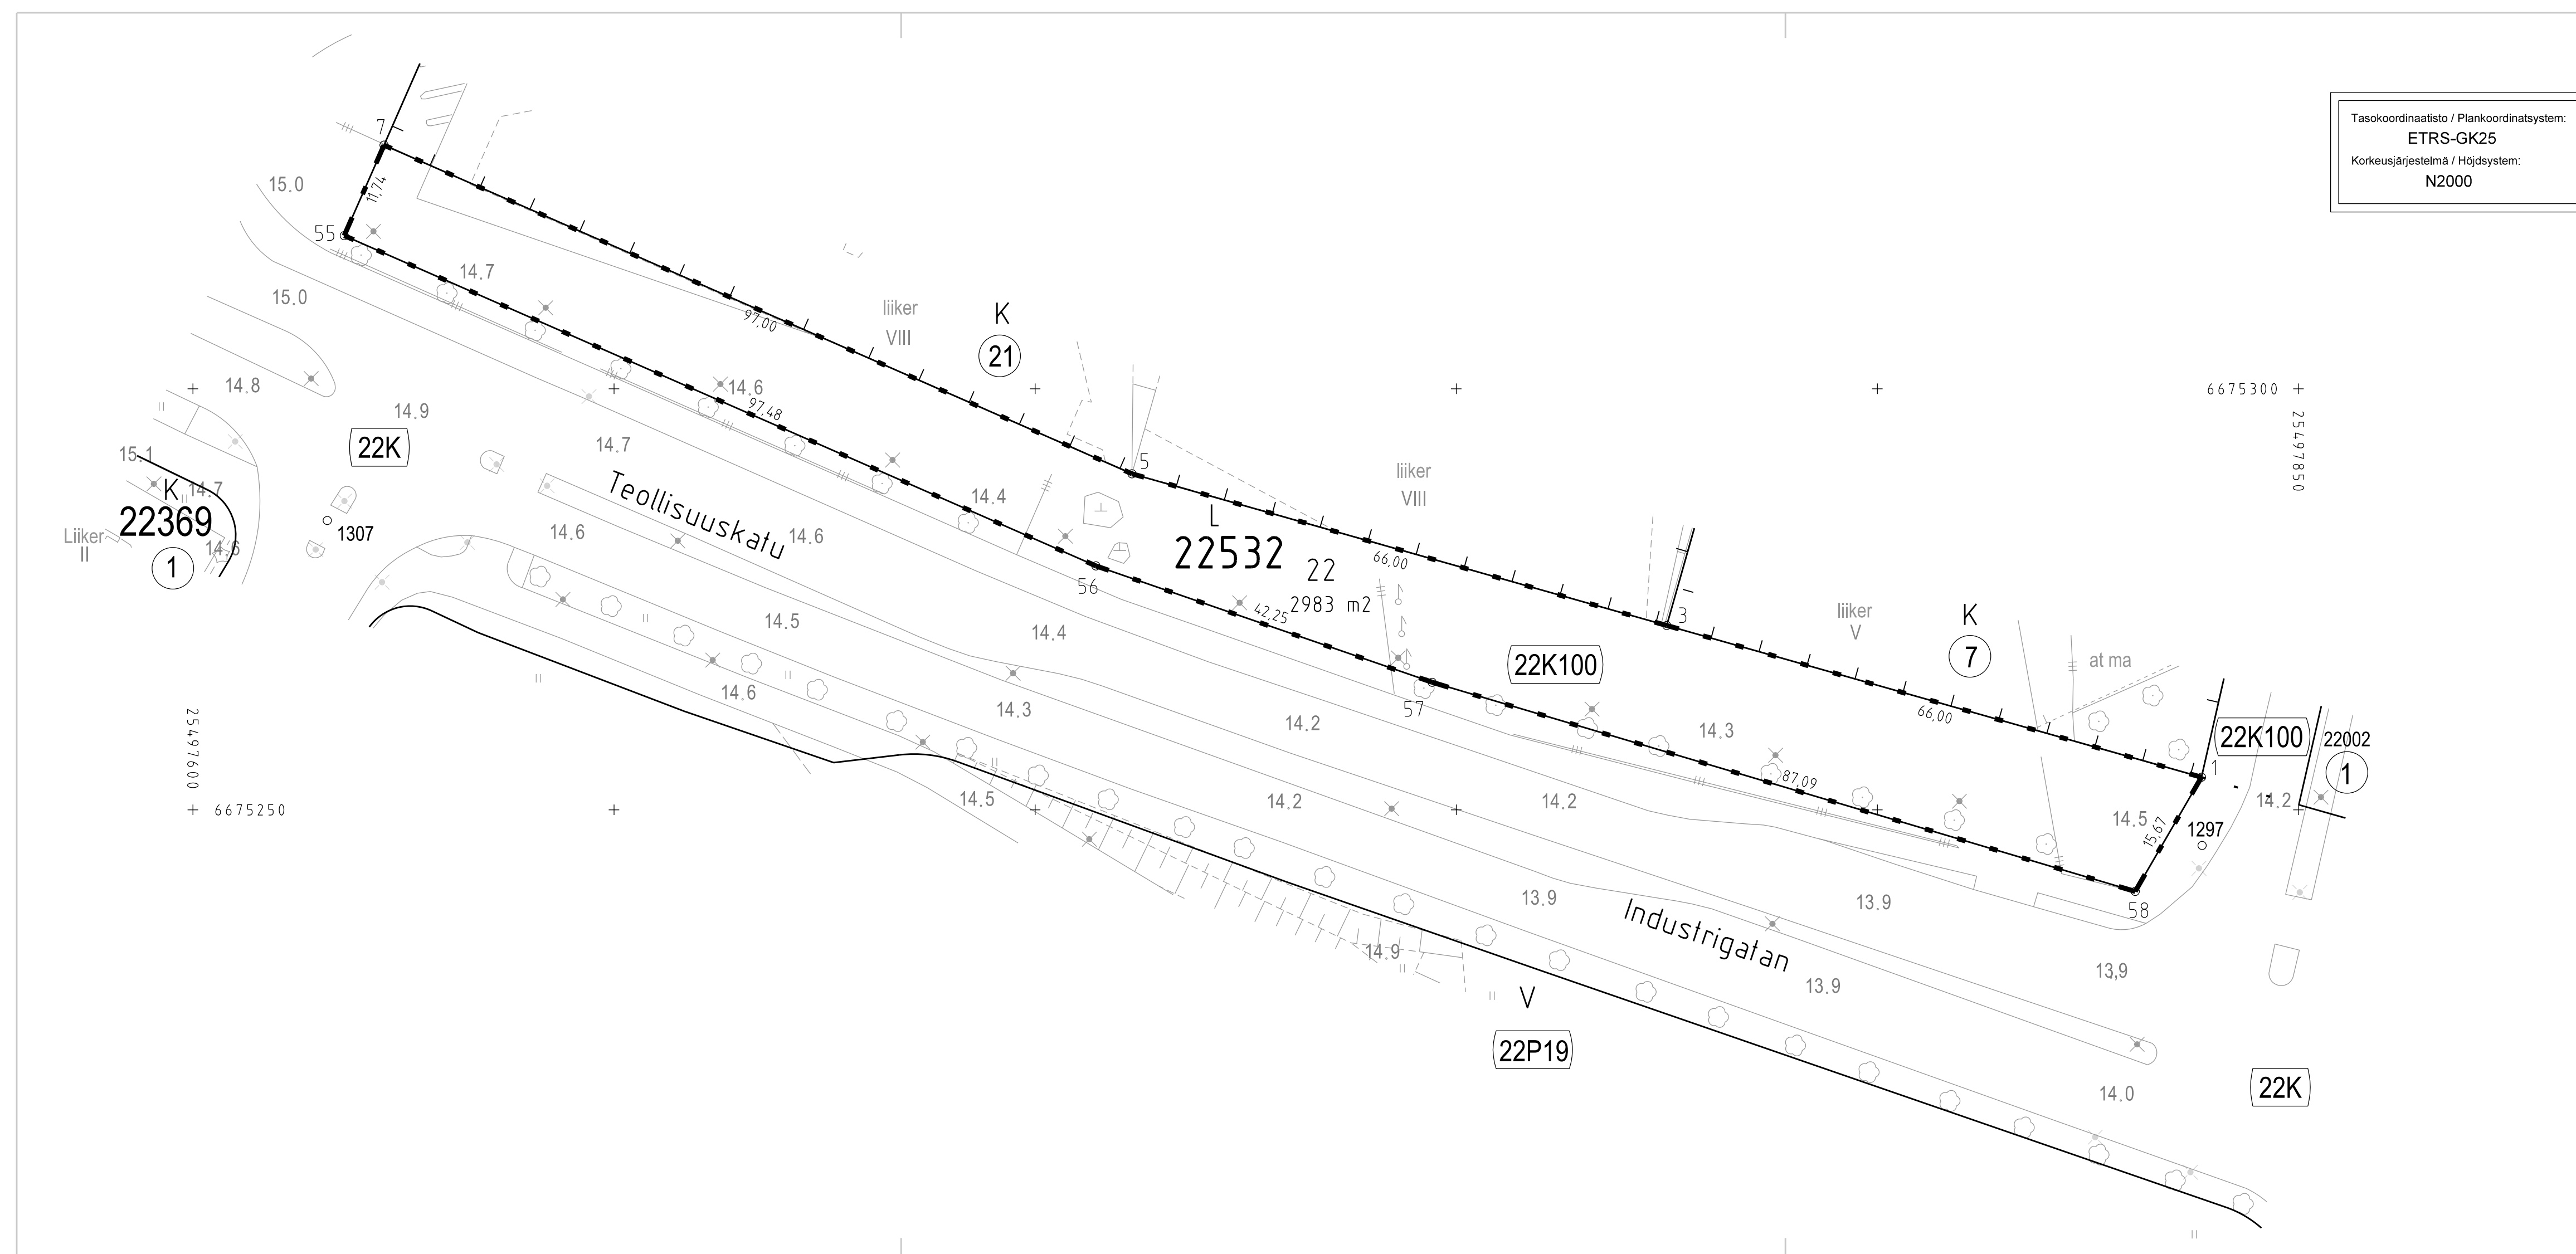 Tasokoordinaatisto / Plankoordinatsystem:
ETRS-GK25
Korkeusjärjestelmä / Höjdsystem:
N2000
7
11,74
15.0
55
14.7
15.0
97,00
liiker
VIII
K
21
14.8
14.9
14.6
97,48
6675300
25497850
22K
14.7
15.1
K
14.7
22369
Liiker
II
14.6
1
1307
Teollisuuskatu
14.6
14.6
14.4
5
liiker
VIII
L
22532
22
2983 m2
66,00
56
42,25
14.5
14.4
14.6
14.3
57
22K100
14.2
14.3
3
liiker
V
K
7
at ma
66,00
22K100
22002
1
1
14.2
25497600
6675250
14.5
14.2
14.2
87,09
14.5
15,67
1297
58
14.9
13.9
13.9
Industrigatan
13.9
13,9
V
22P19
14.0
22K